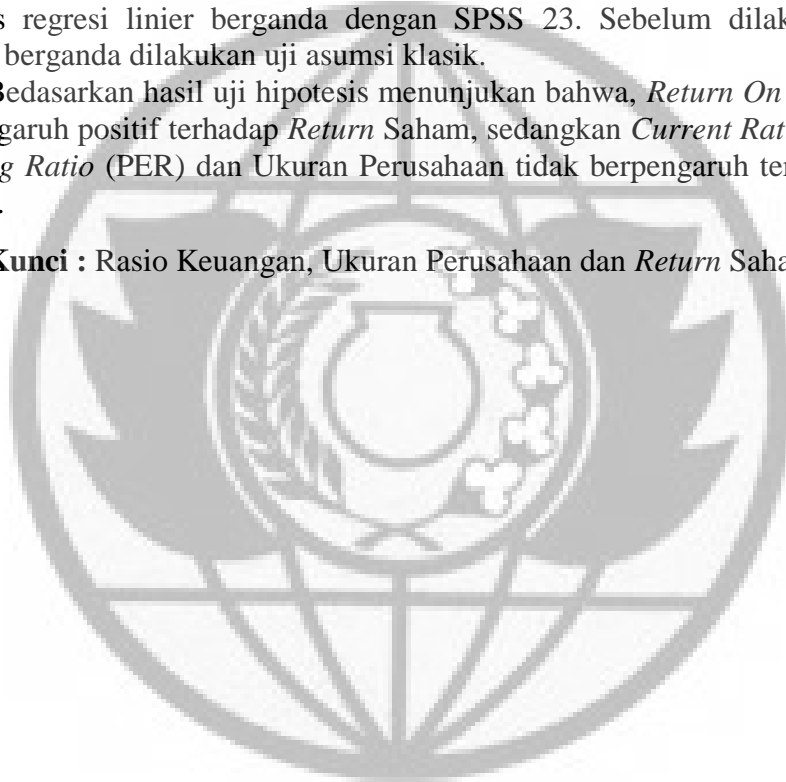 s regresi linier berganda dengan SPSS 23. Sebelum dilak
berganda dilakukan uji asumsi klasik.
Bedasarkan hasil uji hipotesis menunjukan bahwa, Return On
garuh positif terhadap Return Saham, sedangkan Current Rat
g Ratio (PER) dan Ukuran Perusahaan tidak berpengaruh ter
.
Kunci : Rasio Keuangan, Ukuran Perusahaan dan Return Saha